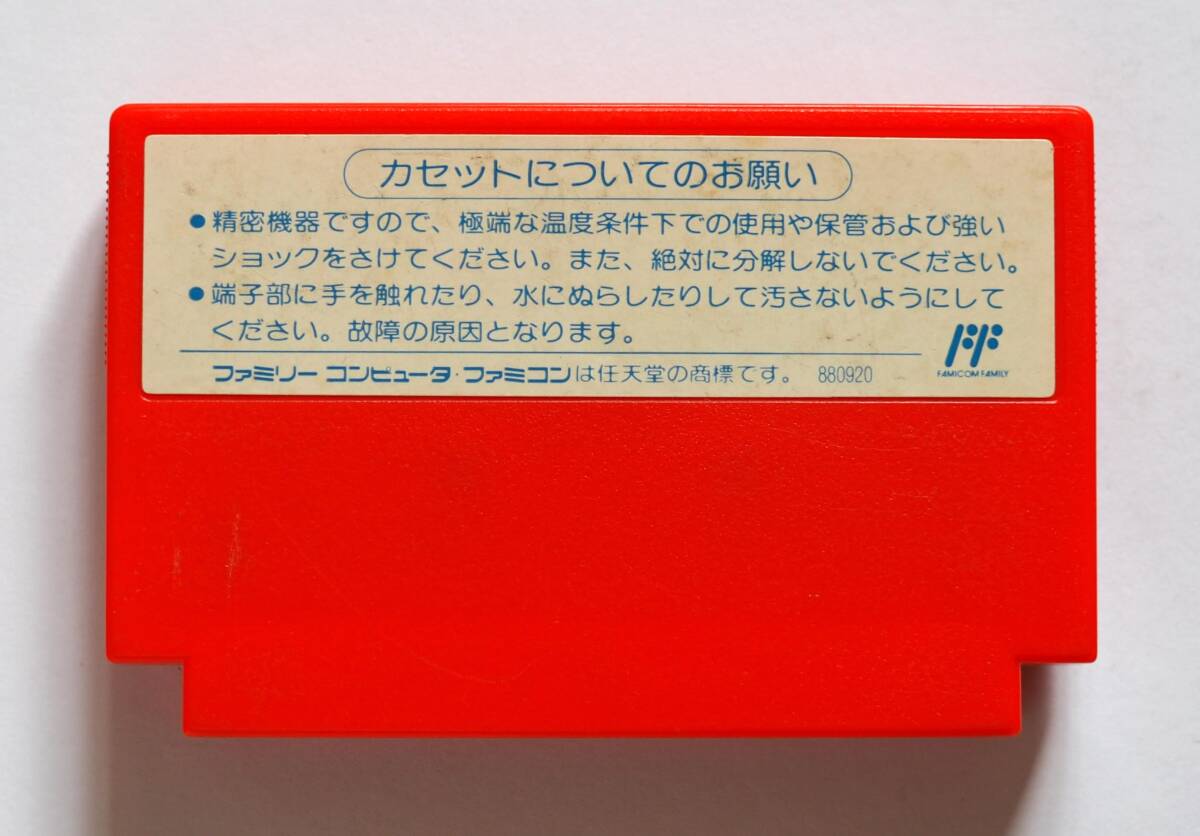 カセットについてのお願い
●精密機器ですので、極端な温度条件下での使用や保管および強い
ショックをさけてください。また、絶対に分解しないでください。
●端子部に手を触れたり、水にぬらしたりして汚さないようにして
ください。故障の原因となります。
ファミリー コンピュータ・ファミコンは任天堂の商標です。 880920
FF
FAMICOM FAMILY